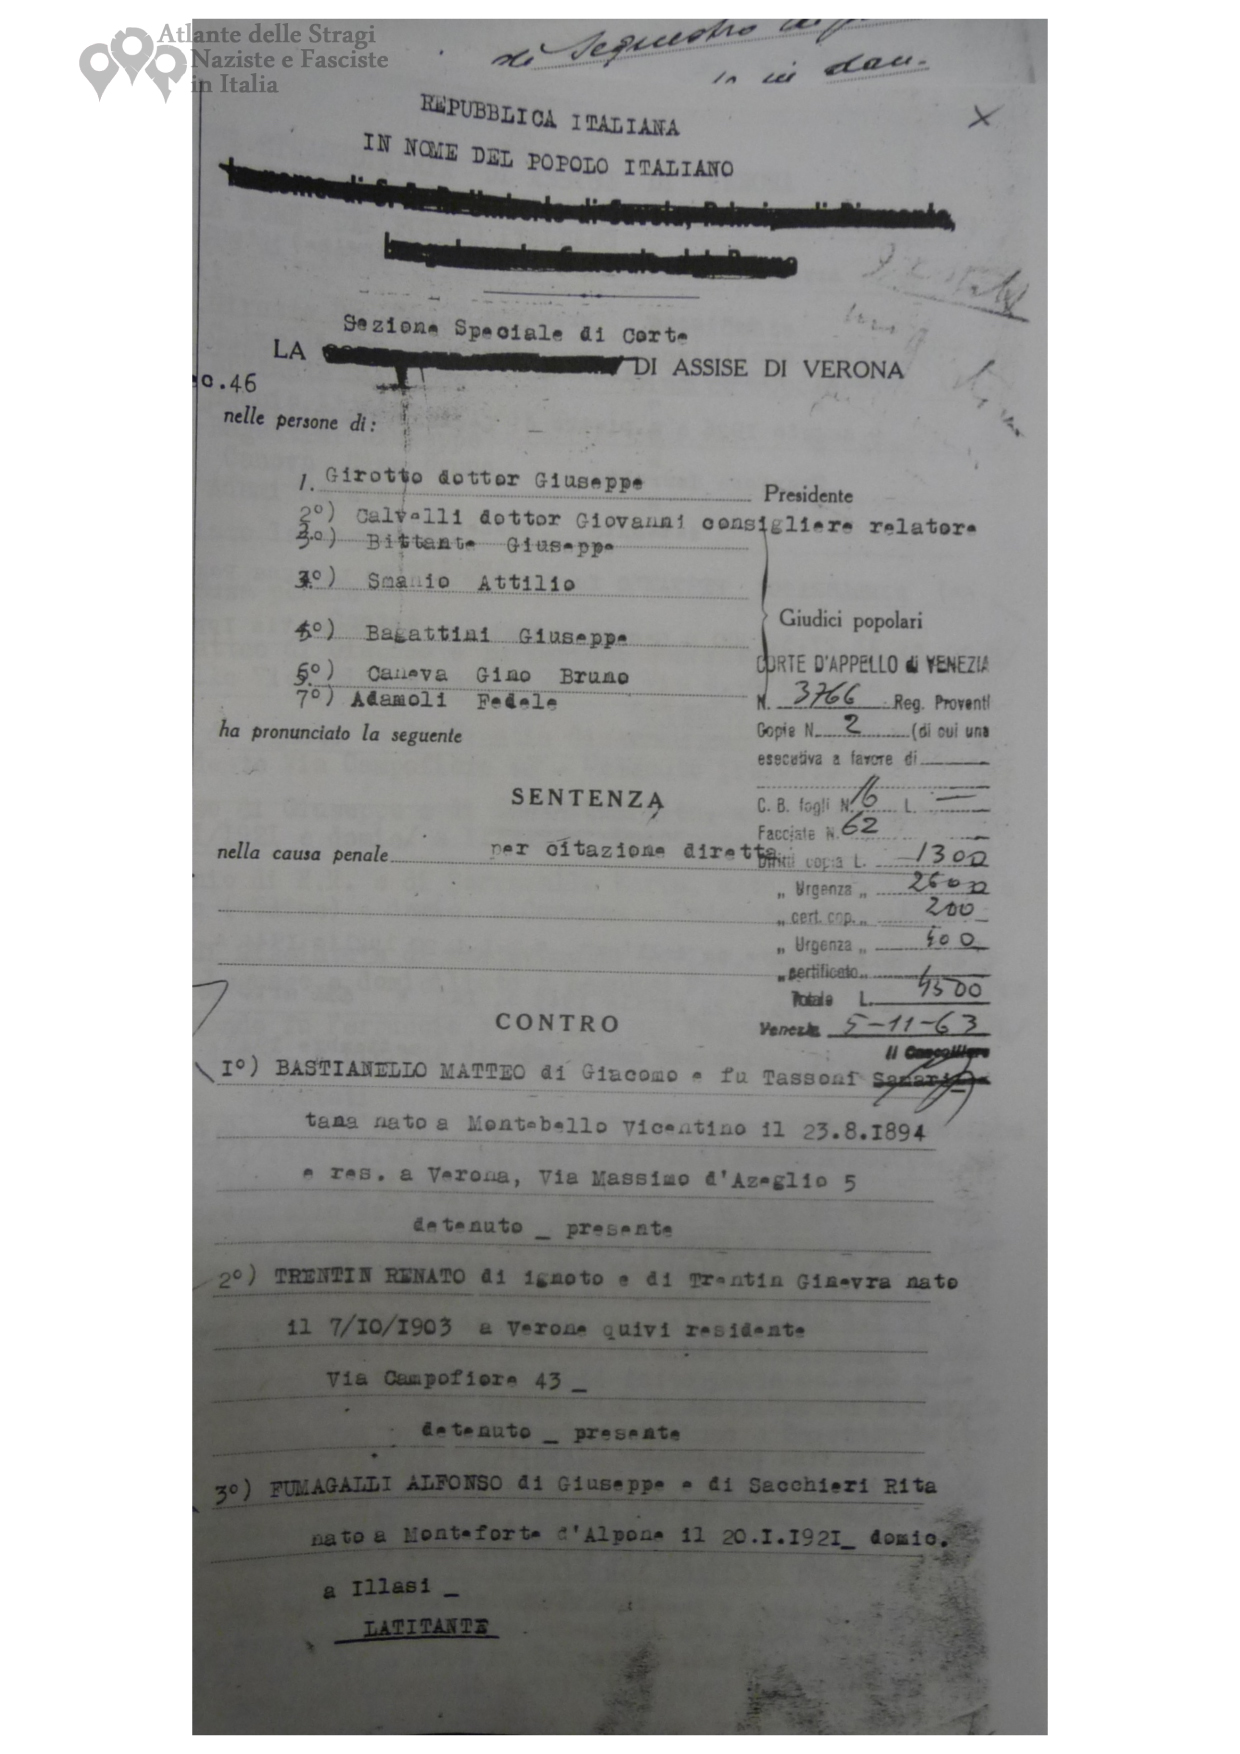 Atlante delle Stragi
Naziste e Fasciste
in Italia
di sequestro
in dan.
REPUBBLICA ITALIANA
IN NOME DEL POPOLO ITALIANO
Sezione Speciale di Corte
LA DI ASSISE DI VERONA
o.46
nelle persone di:
1. Girotto dottor Giuseppe Presidente
2°) Calvelli dottor Giovanni consigliere relatore
3°) Bittante Giuseppe
4°) Smanio Attilio
Giudici popolari
5°) Bagattini Giuseppe
CORTE D'APPELLO di VENEZIA
6°) Caneva Gino Bruno
N. 3766 Reg. Proventi
7°) Adamoli Fedele
Copie N. 2 (di cui una
ha pronunciato la seguente
esecutiva a favore di
SENTENZA
C. B. fogli N. 16 L. =
Facciate N. 62
nella causa penale per citazione diretta
Diritti copia L. 1300
„ Urgenza „ 2600
„ cert. cop. „ 200
„ Urgenza „ 400
„ certificato „
Totale L. 4500
CONTRO
Venezia 5-11-63
Il Cancelliere
1°) BASTIANELLO MATTEO di Giacomo e fu Tassoni
tana nato a Montebello Vicentino il 23.8.1894
e res. a Verona, Via Massimo d'Azeglio 5
detenuto _ presente
2°) TRENTIN RENATO di ignoto e di Trentin Ginevra nato
il 7/10/1903 a Verone quivi residente
Via Campofiore 43 _
detenuto _ presente
3°) FUMAGALLI ALFONSO di Giuseppe e di Sacchieri Rita
nato a Monteforte d'Alpone il 20.I.1921_ domic.
a Illasi _
LATITANTE